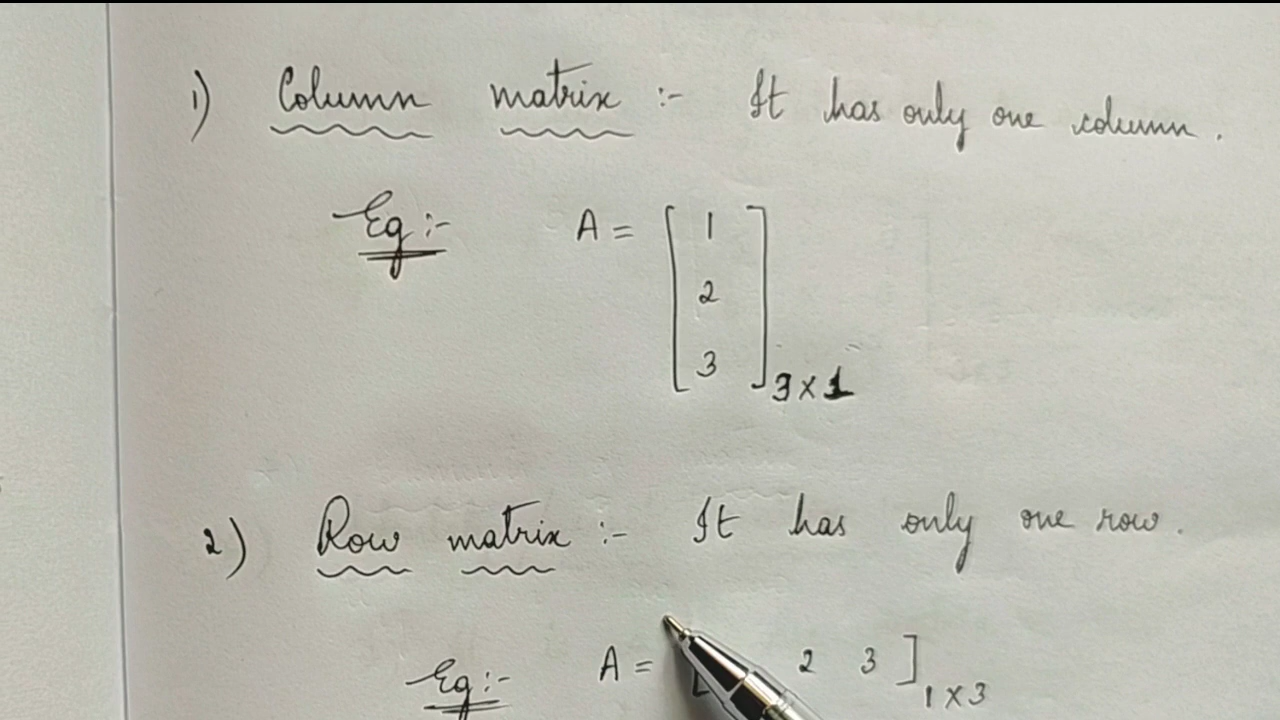 1) Column matrix :- It has only one column.
Eg :- A = [ 1
2
3 ] 3 x 1
2) Row matrix :- It has only one row.
Eg :- A = [ 2 3 ] 1 x 3